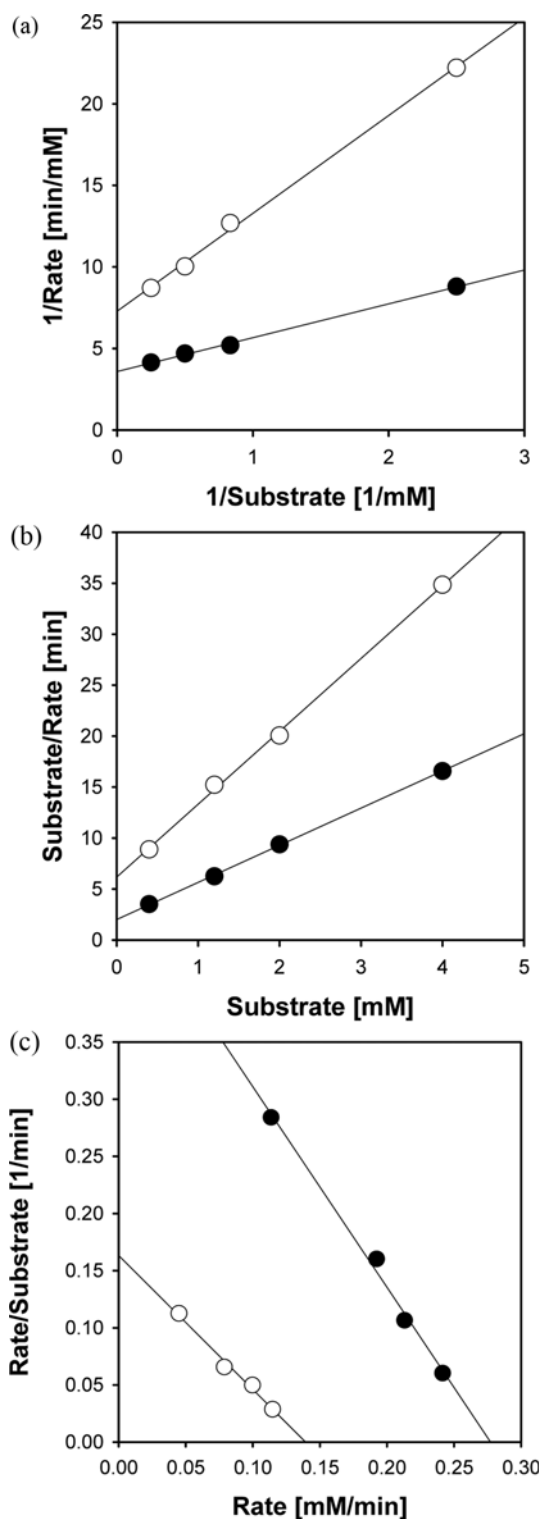 (a)
25
20
15
10
5
0
1/Rate [min/mM]
0 1 2 3
1/Substrate [1/mM]
(b)
40
35
30
25
20
15
10
5
0
Substrate/Rate [min]
0 1 2 3 4 5
Substrate [mM]
(c)
0.35
0.30
0.25
0.20
0.15
0.10
0.05
0.00
Rate/Substrate [1/min]
0.00 0.05 0.10 0.15 0.20 0.25 0.30
Rate [mM/min]